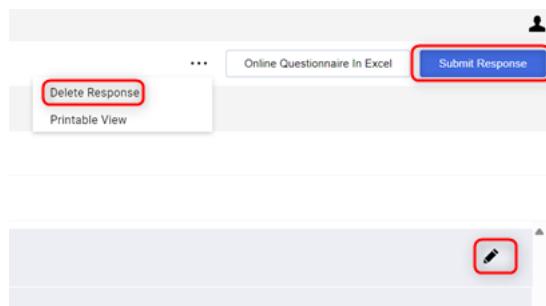 ... Online Questionnaire In Excel Submit Response
Delete Response
Printable View